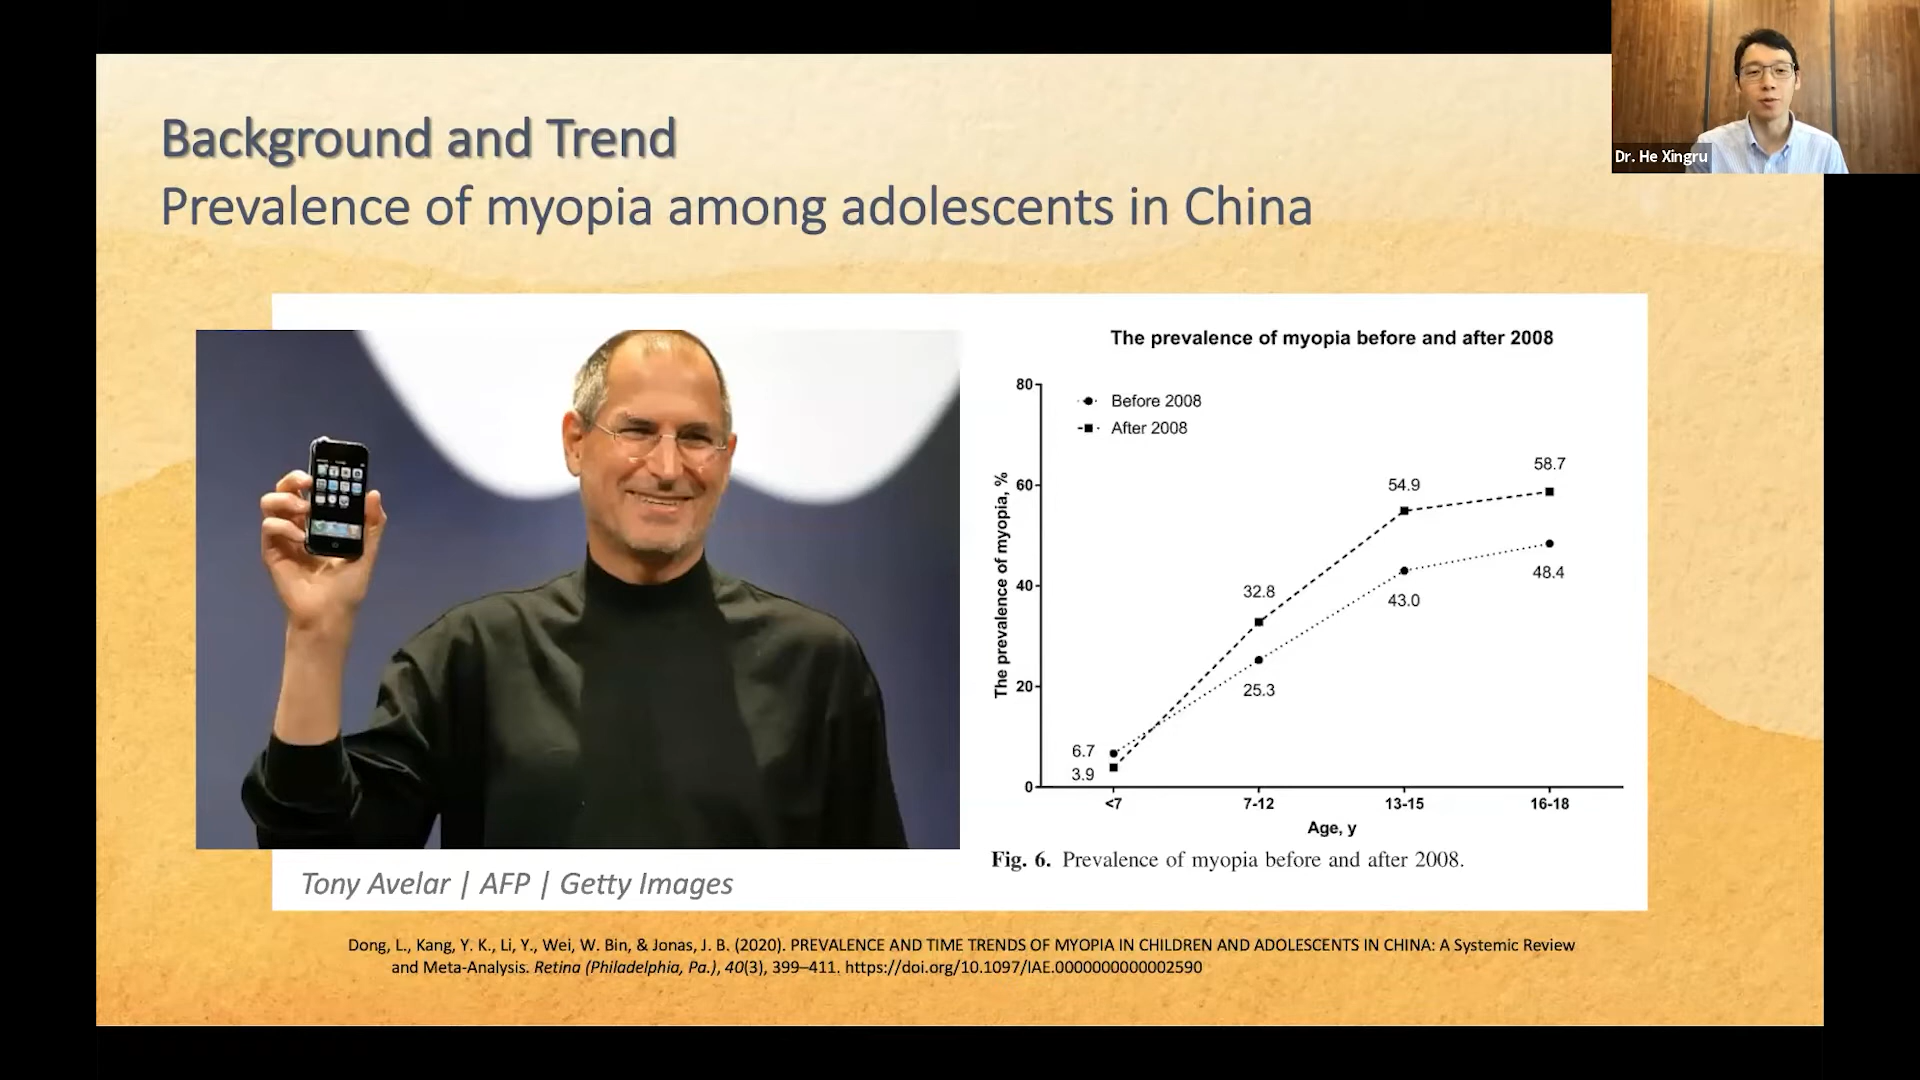 Dr. He Xingru
Background and Trend
Prevalence of myopia among adolescents in China
The prevalence of myopia before and after 2008
80
Before 2008
After 2008
60
40
20
0
The prevalence of myopia, %
6.7
3.9
32.8
25.3
54.9
43.0
58.7
48.4
<7
7-12
13-15
16-18
Age, y
Fig. 6. Prevalence of myopia before and after 2008.
Tony Avelar | AFP | Getty Images
Dong, L., Kang, Y. K., Li, Y., Wei, W. Bin, & Jonas, J. B. (2020). PREVALENCE AND TIME TRENDS OF MYOPIA IN CHILDREN AND ADOLESCENTS IN CHINA: A Systemic Review
and Meta-Analysis. Retina (Philadelphia, Pa.), 40(3), 399–411. https://doi.org/10.1097/IAE.0000000000002590